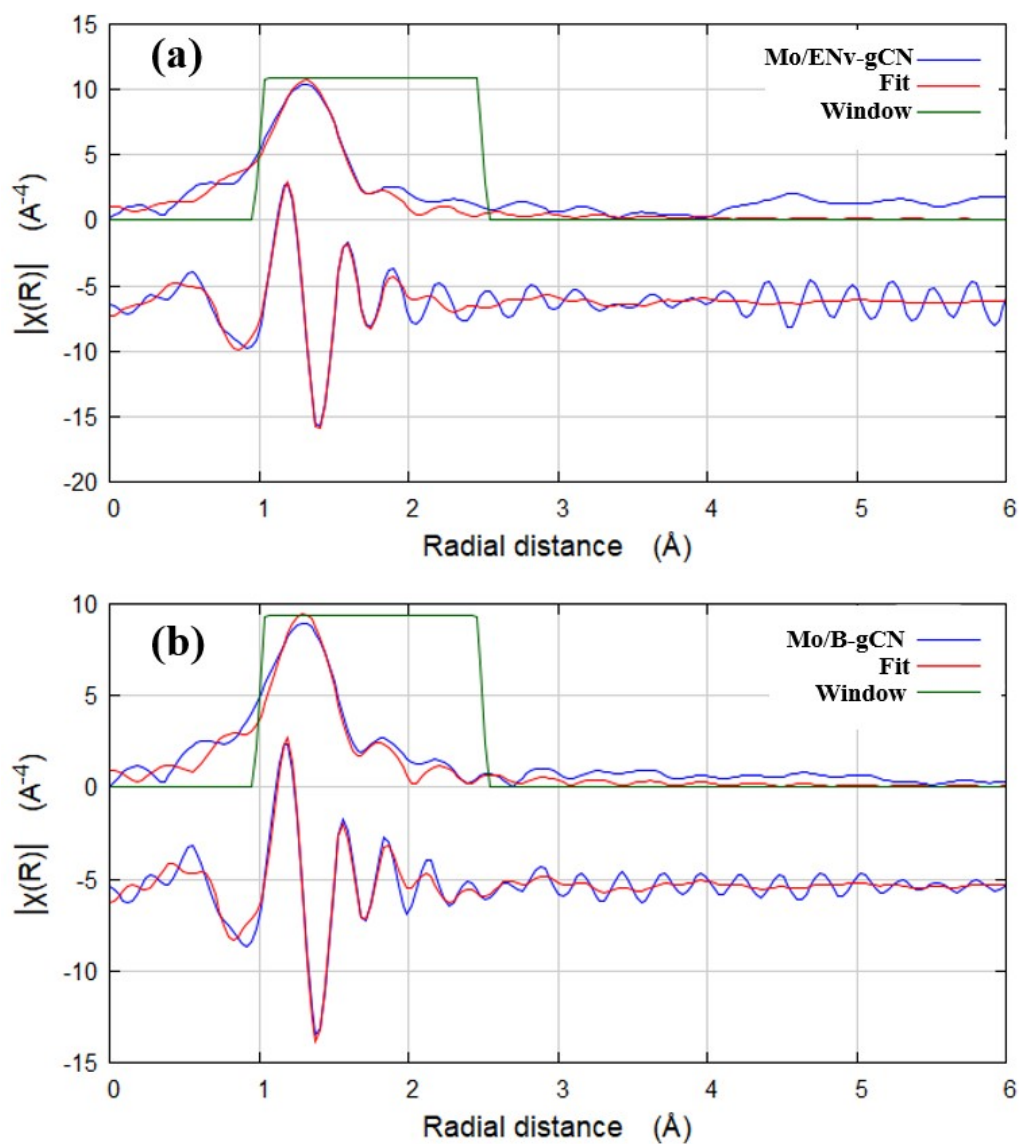 (a)
Mo/ENv-gCN
Fit
Window
|χ(R)| (A⁻⁴)
15
10
5
0
-5
-10
-15
-20
0 1 2 3 4 5 6
Radial distance (Å)
(b)
Mo/B-gCN
Fit
Window
|χ(R)| (A⁻⁴)
10
5
0
-5
-10
-15
0 1 2 3 4 5 6
Radial distance (Å)